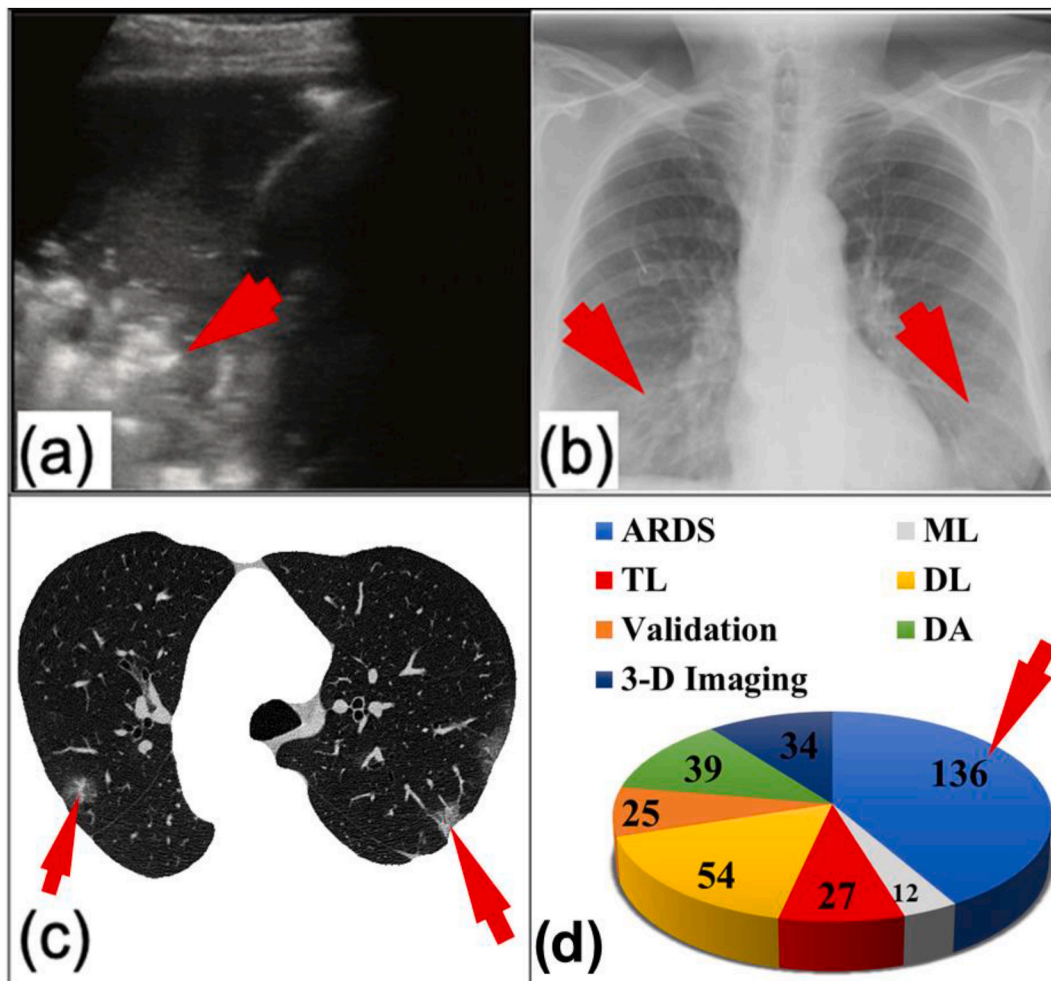 (a)
(b)
(c)
ARDS
ML
TL
DL
Validation
DA
3-D Imaging
34
136
39
25
54
27
12
(d)